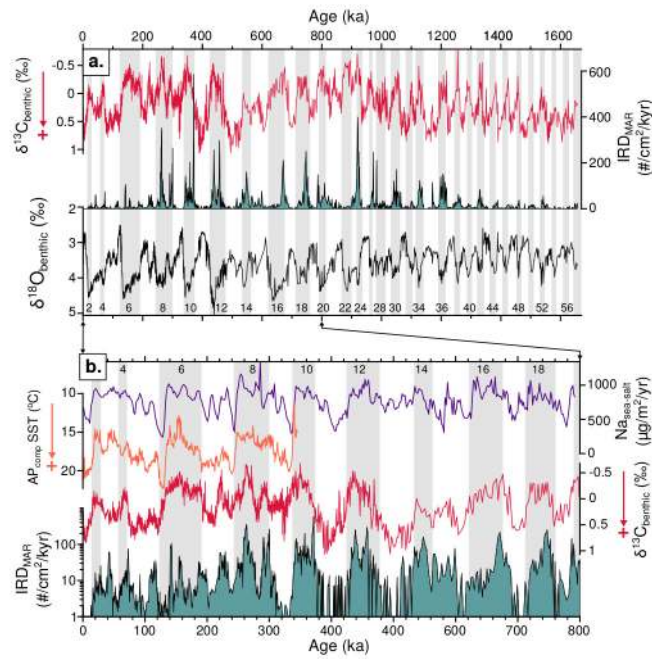 Age (ka)
0 200 400 600 800 1000 1200 1400 1600
a.
-0.5
0
0.5
1
+
δ13Cbenthic (‰)
600
400
200
0
IRDMAR
(#/cm2/kyr)
2
3
4
5
δ18Obenthic (‰)
2 4 6 8 10 12 14 16 18 20 22 24 28 30 34 36 40 44 48 52 56
b.
4 6 8 10 12 14 16 18
10
15
20
+
APcomp SST (ºC)
1000
500
0
Nasea-salt
(µg/m2/yr)
-0.5
0
0.5
1
+
δ13Cbenthic (‰)
100
10
1
IRDMAR
(#/cm2/kyr)
0 100 200 300 400 500 600 700 800
Age (ka)